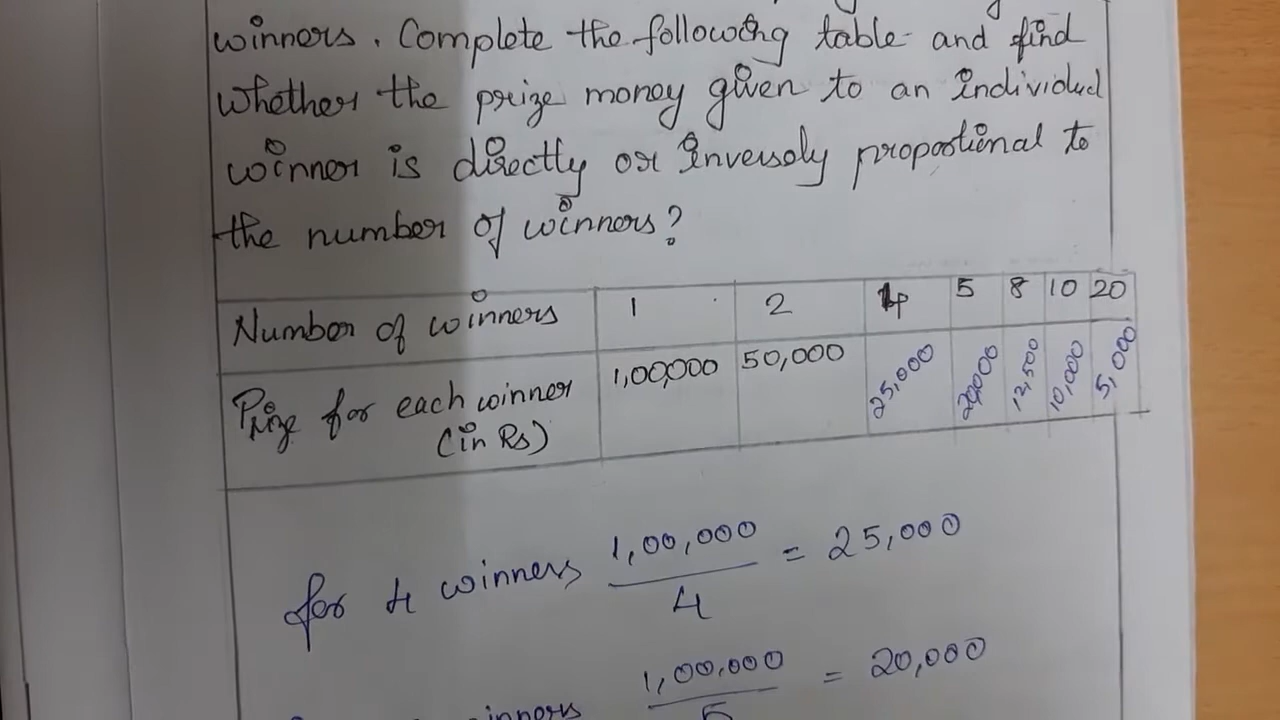 winners. Complete the following table and find
whether the prize money given to an individual
winner is directly or inversely proportional to
the number of winners?
Number of winners 1 2 4 5 8 10 20
Prize for each winner (in Rs) 1,00,000 50,000 25,000 20,000 12,500 10,000 5,000
for 4 winners 1,00,000 / 4 = 25,000
winners 1,00,000 / 5 = 20,000